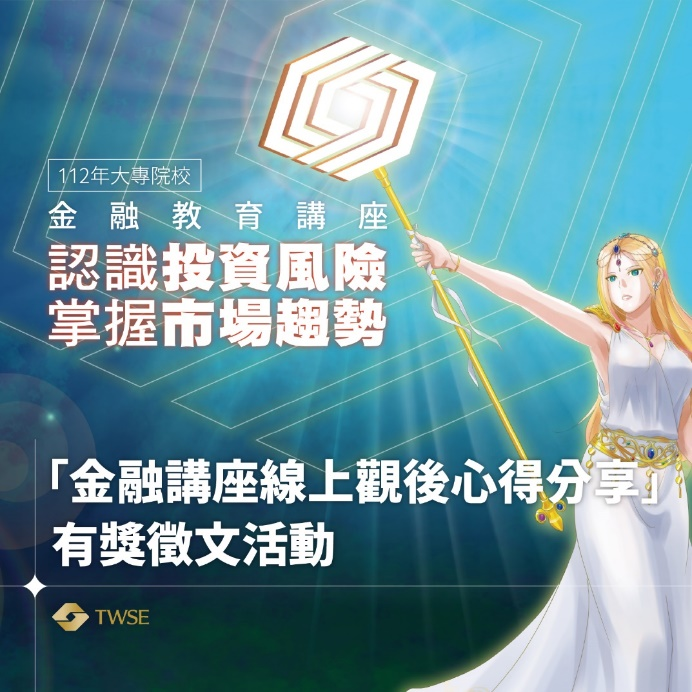 112年大專院校
金融教育講座
認識投資風險
掌握市場趨勢
「金融講座線上觀後心得分享」
有獎徵文活動
TWSE